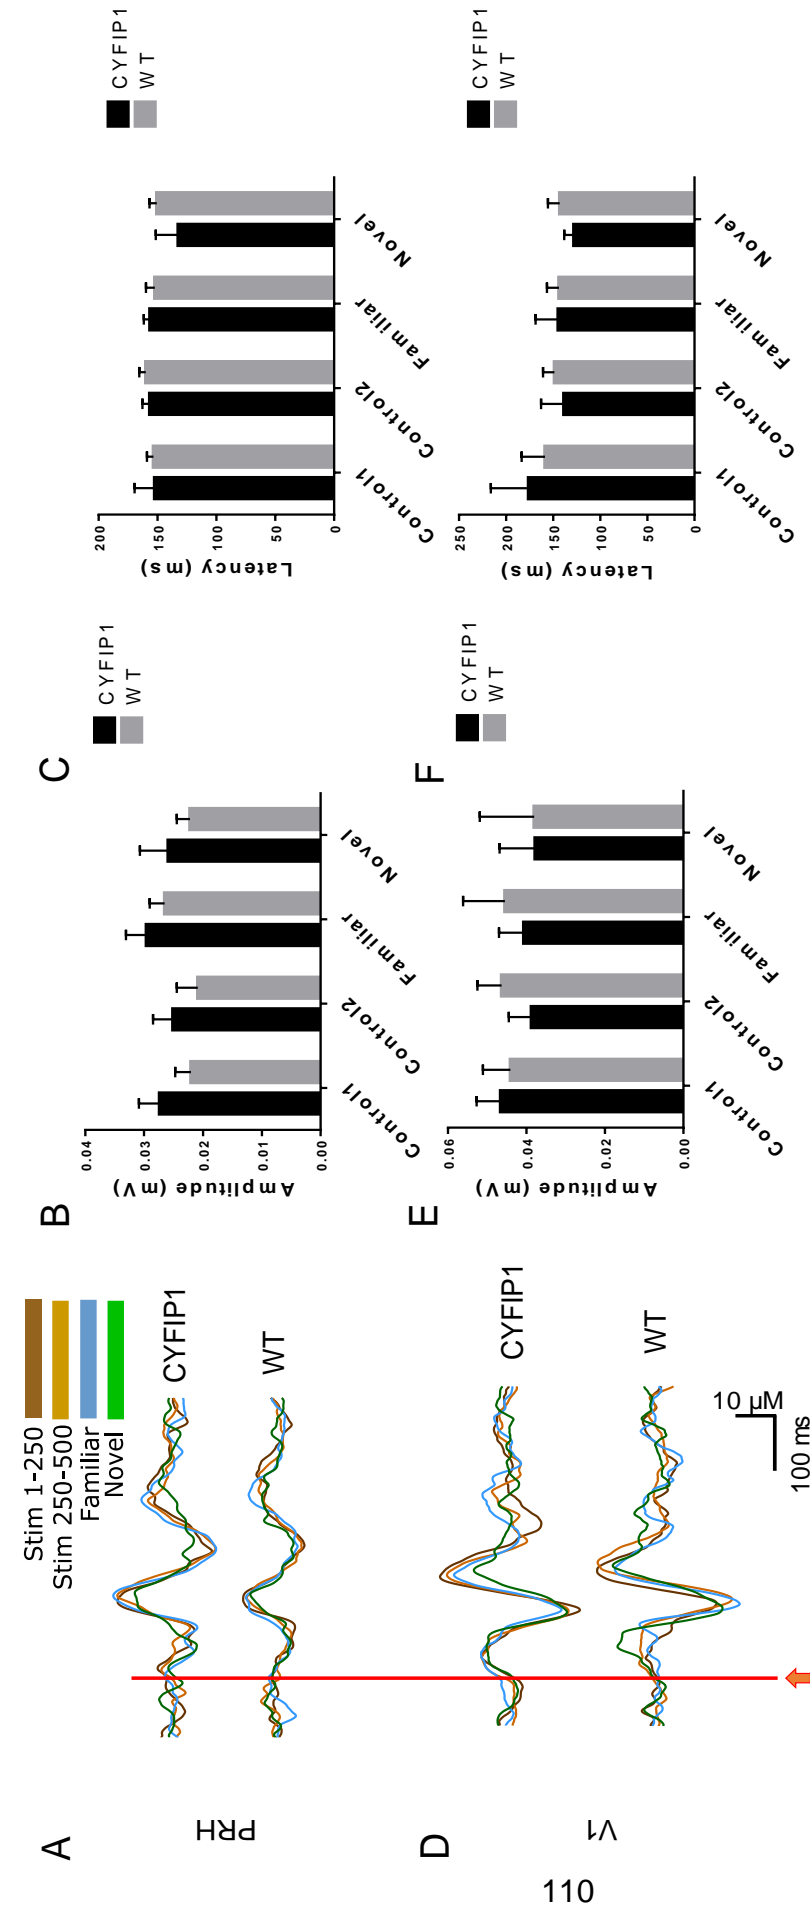 A
PRH
Stim 1-250
Stim 250-500
Familiar
Novel
CYFIP1
WT
B
Amplitude (mV)
0.04
0.03
0.02
0.01
0.00
Control1
Control2
Familiar
Novel
CYFIP1
WT
C
Latency (ms)
200
150
100
50
0
Control1
Control2
Familiar
Novel
CYFIP1
WT
D
V1
CYFIP1
WT
10 µM
100 ms
E
Amplitude (mV)
0.06
0.04
0.02
0.00
Control1
Control2
Familiar
Novel
CYFIP1
WT
F
Latency (ms)
250
200
150
100
50
0
Control1
Control2
Familiar
Novel
CYFIP1
WT
110